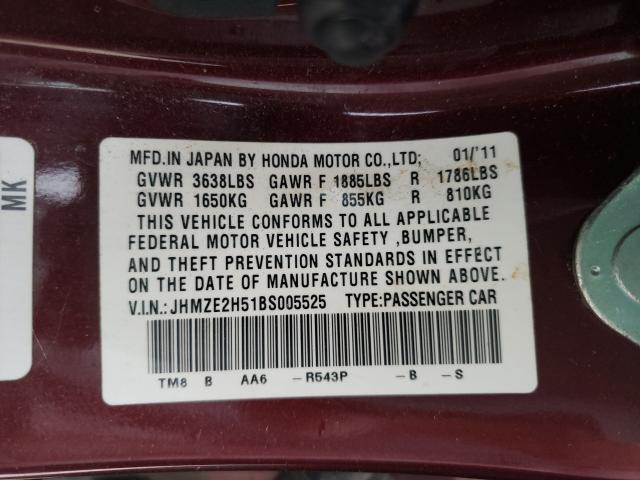 MFD.IN JAPAN BY HONDA MOTOR CO.,LTD; 01/'11
GVWR 3638LBS GAWR F 1885LBS R 1786LBS
GVWR 1650KG GAWR F 855KG R 810KG
THIS VEHICLE CONFORMS TO ALL APPLICABLE
FEDERAL MOTOR VEHICLE SAFETY ,BUMPER,
AND THEFT PREVENTION STANDARDS IN EFFECT
ON THE DATE OF MANUFACTURE SHOWN ABOVE.
V.I.N.:JHMZE2H51BS005525 TYPE:PASSENGER CAR
TM8 B AA6 -R543P -B -S
MK